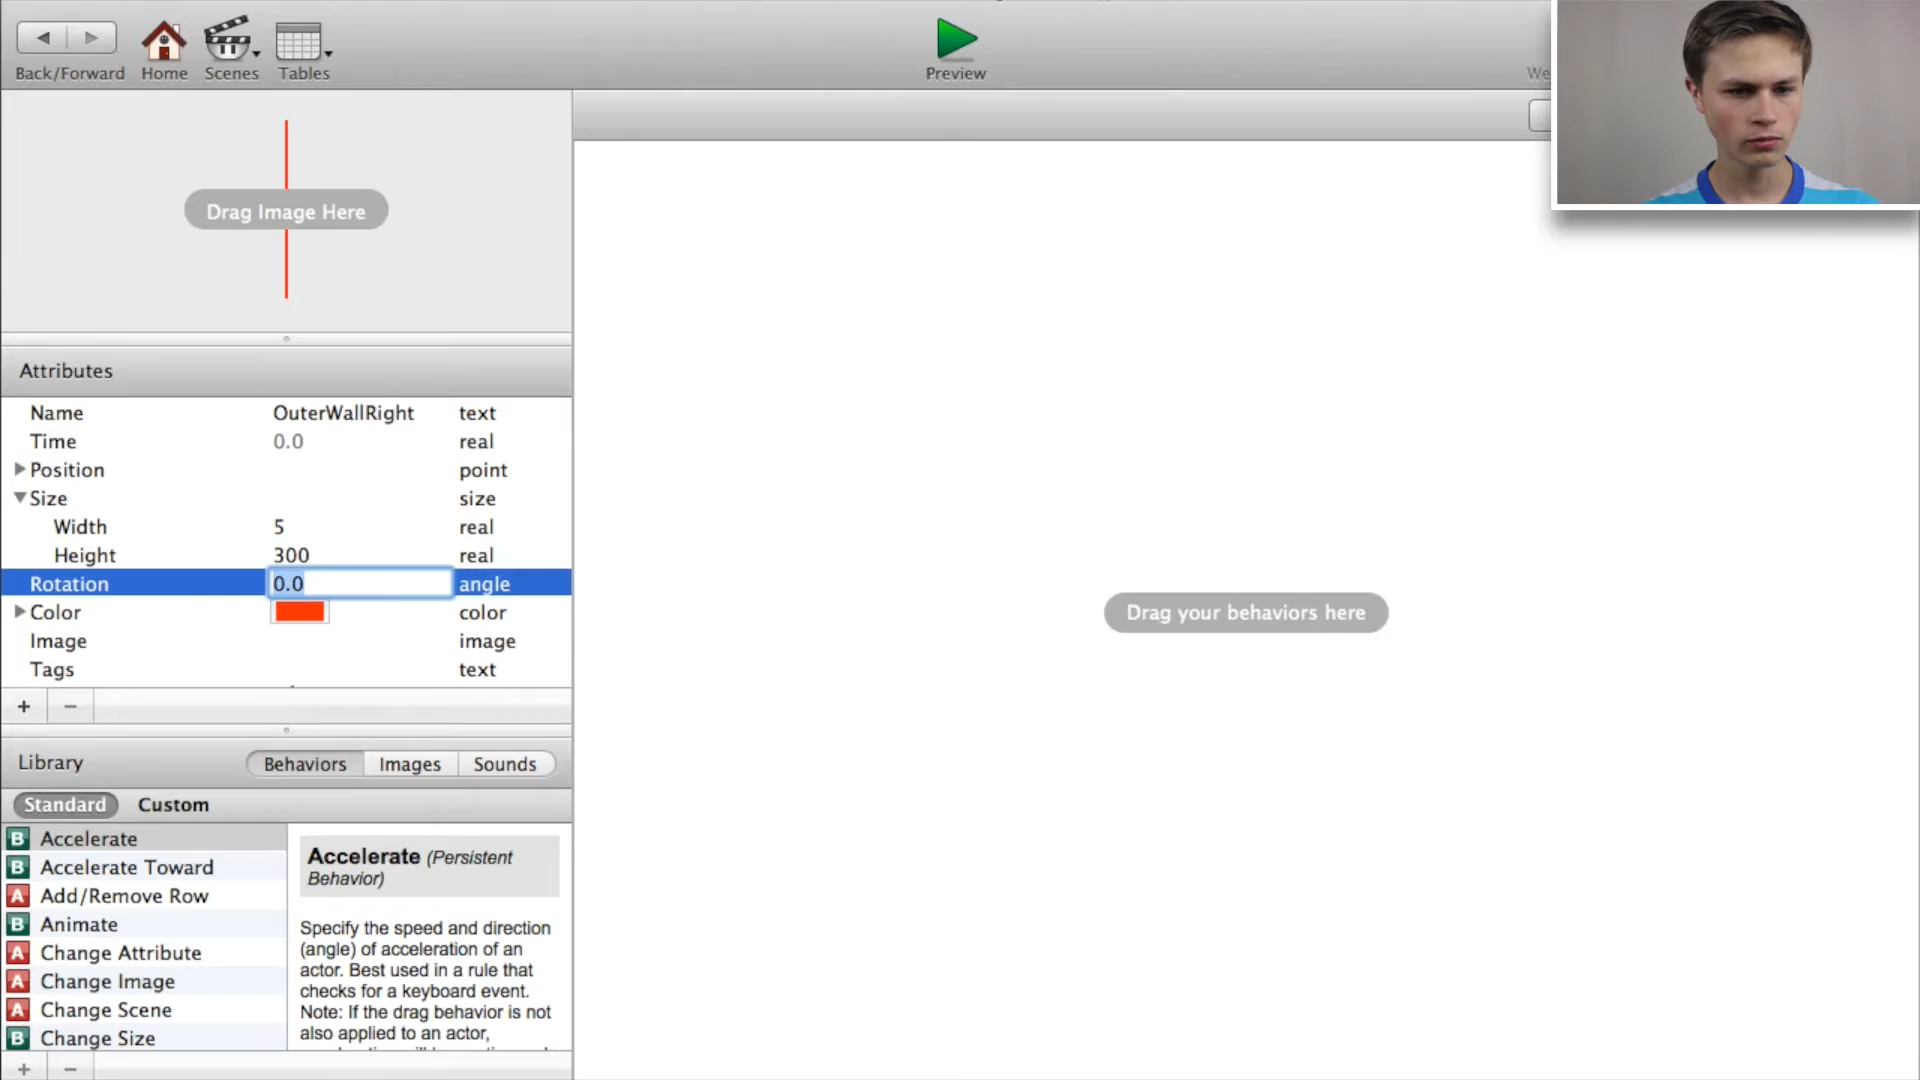 Back/Forward
Home
Scenes
Tables
Preview
We
Drag Image Here
Attributes
Name OuterWallRight text
Time 0.0 real
Position point
Size size
Width 5 real
Height 300 real
Rotation 0.0 angle
Color color
Image image
Tags text
+ −
Library
Behaviors Images Sounds
Standard Custom
B Accelerate
B Accelerate Toward
A Add/Remove Row
B Animate
A Change Attribute
A Change Image
A Change Scene
B Change Size
Accelerate (Persistent
Behavior)
Specify the speed and direction
(angle) of acceleration of an
actor. Best used in a rule that
checks for a keyboard event.
Note: If the drag behavior is not
also applied to an actor,
+ −
Drag your behaviors here